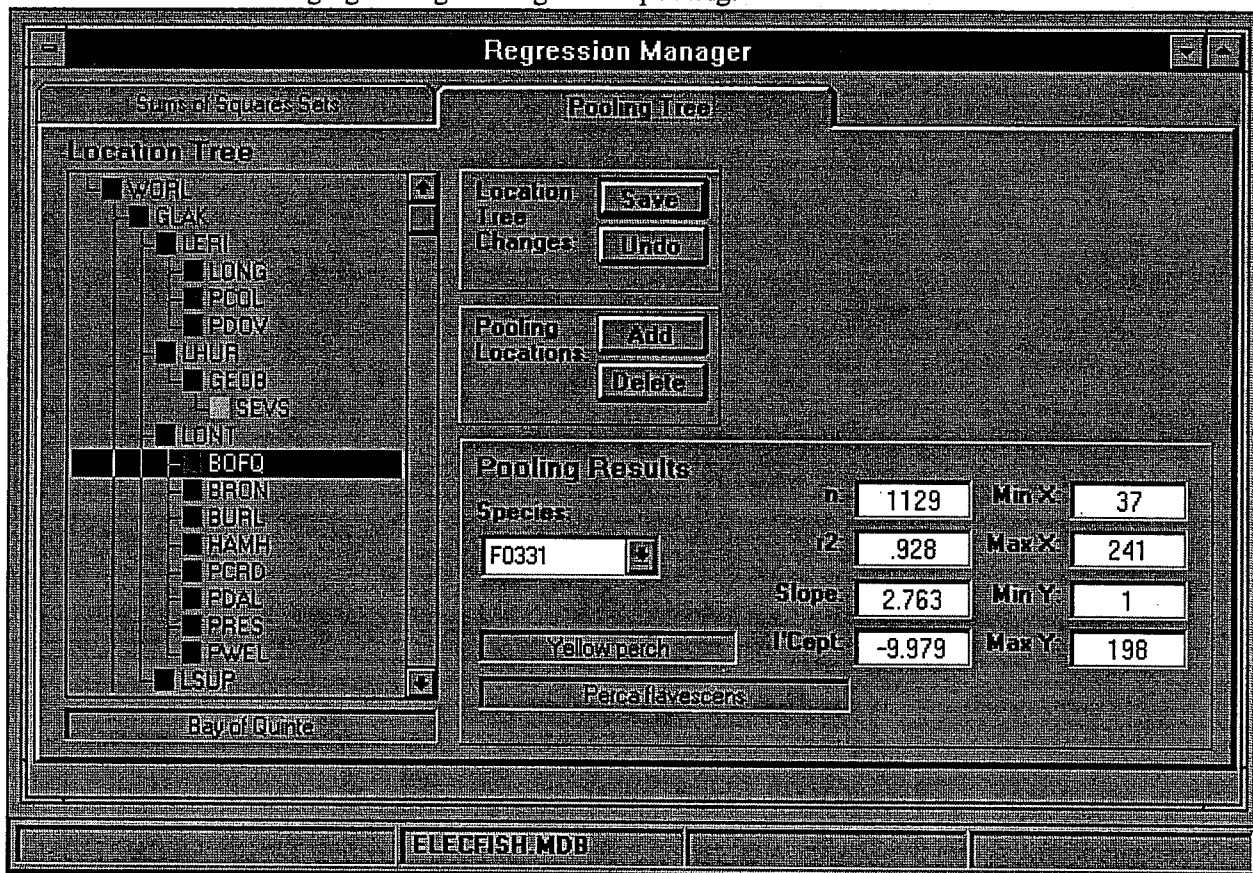 Regression Manager
Sums of Squares Sets
Pooling Tree
Location Tree
WORL
GLAK
LERI
LONG
PCOL
PDOV
LHUR
GEOB
SEVS
LONT
BOFQ
BRON
BURL
HAMH
PCRD
PDAL
PRES
PWEL
LSUP
Bay of Quinte
Location Tree Changes:
Save
Undo
Pooling Locations:
Add
Delete
Pooling Results
Species:
F0331
Yellow perch
Perca flavescens
n: 1129 Min X: 37
r2: .928 Max X: 241
Slope: 2.763 Min Y: 1
I'Cept: -9.979 Max Y: 198
ELECFISH.MDB